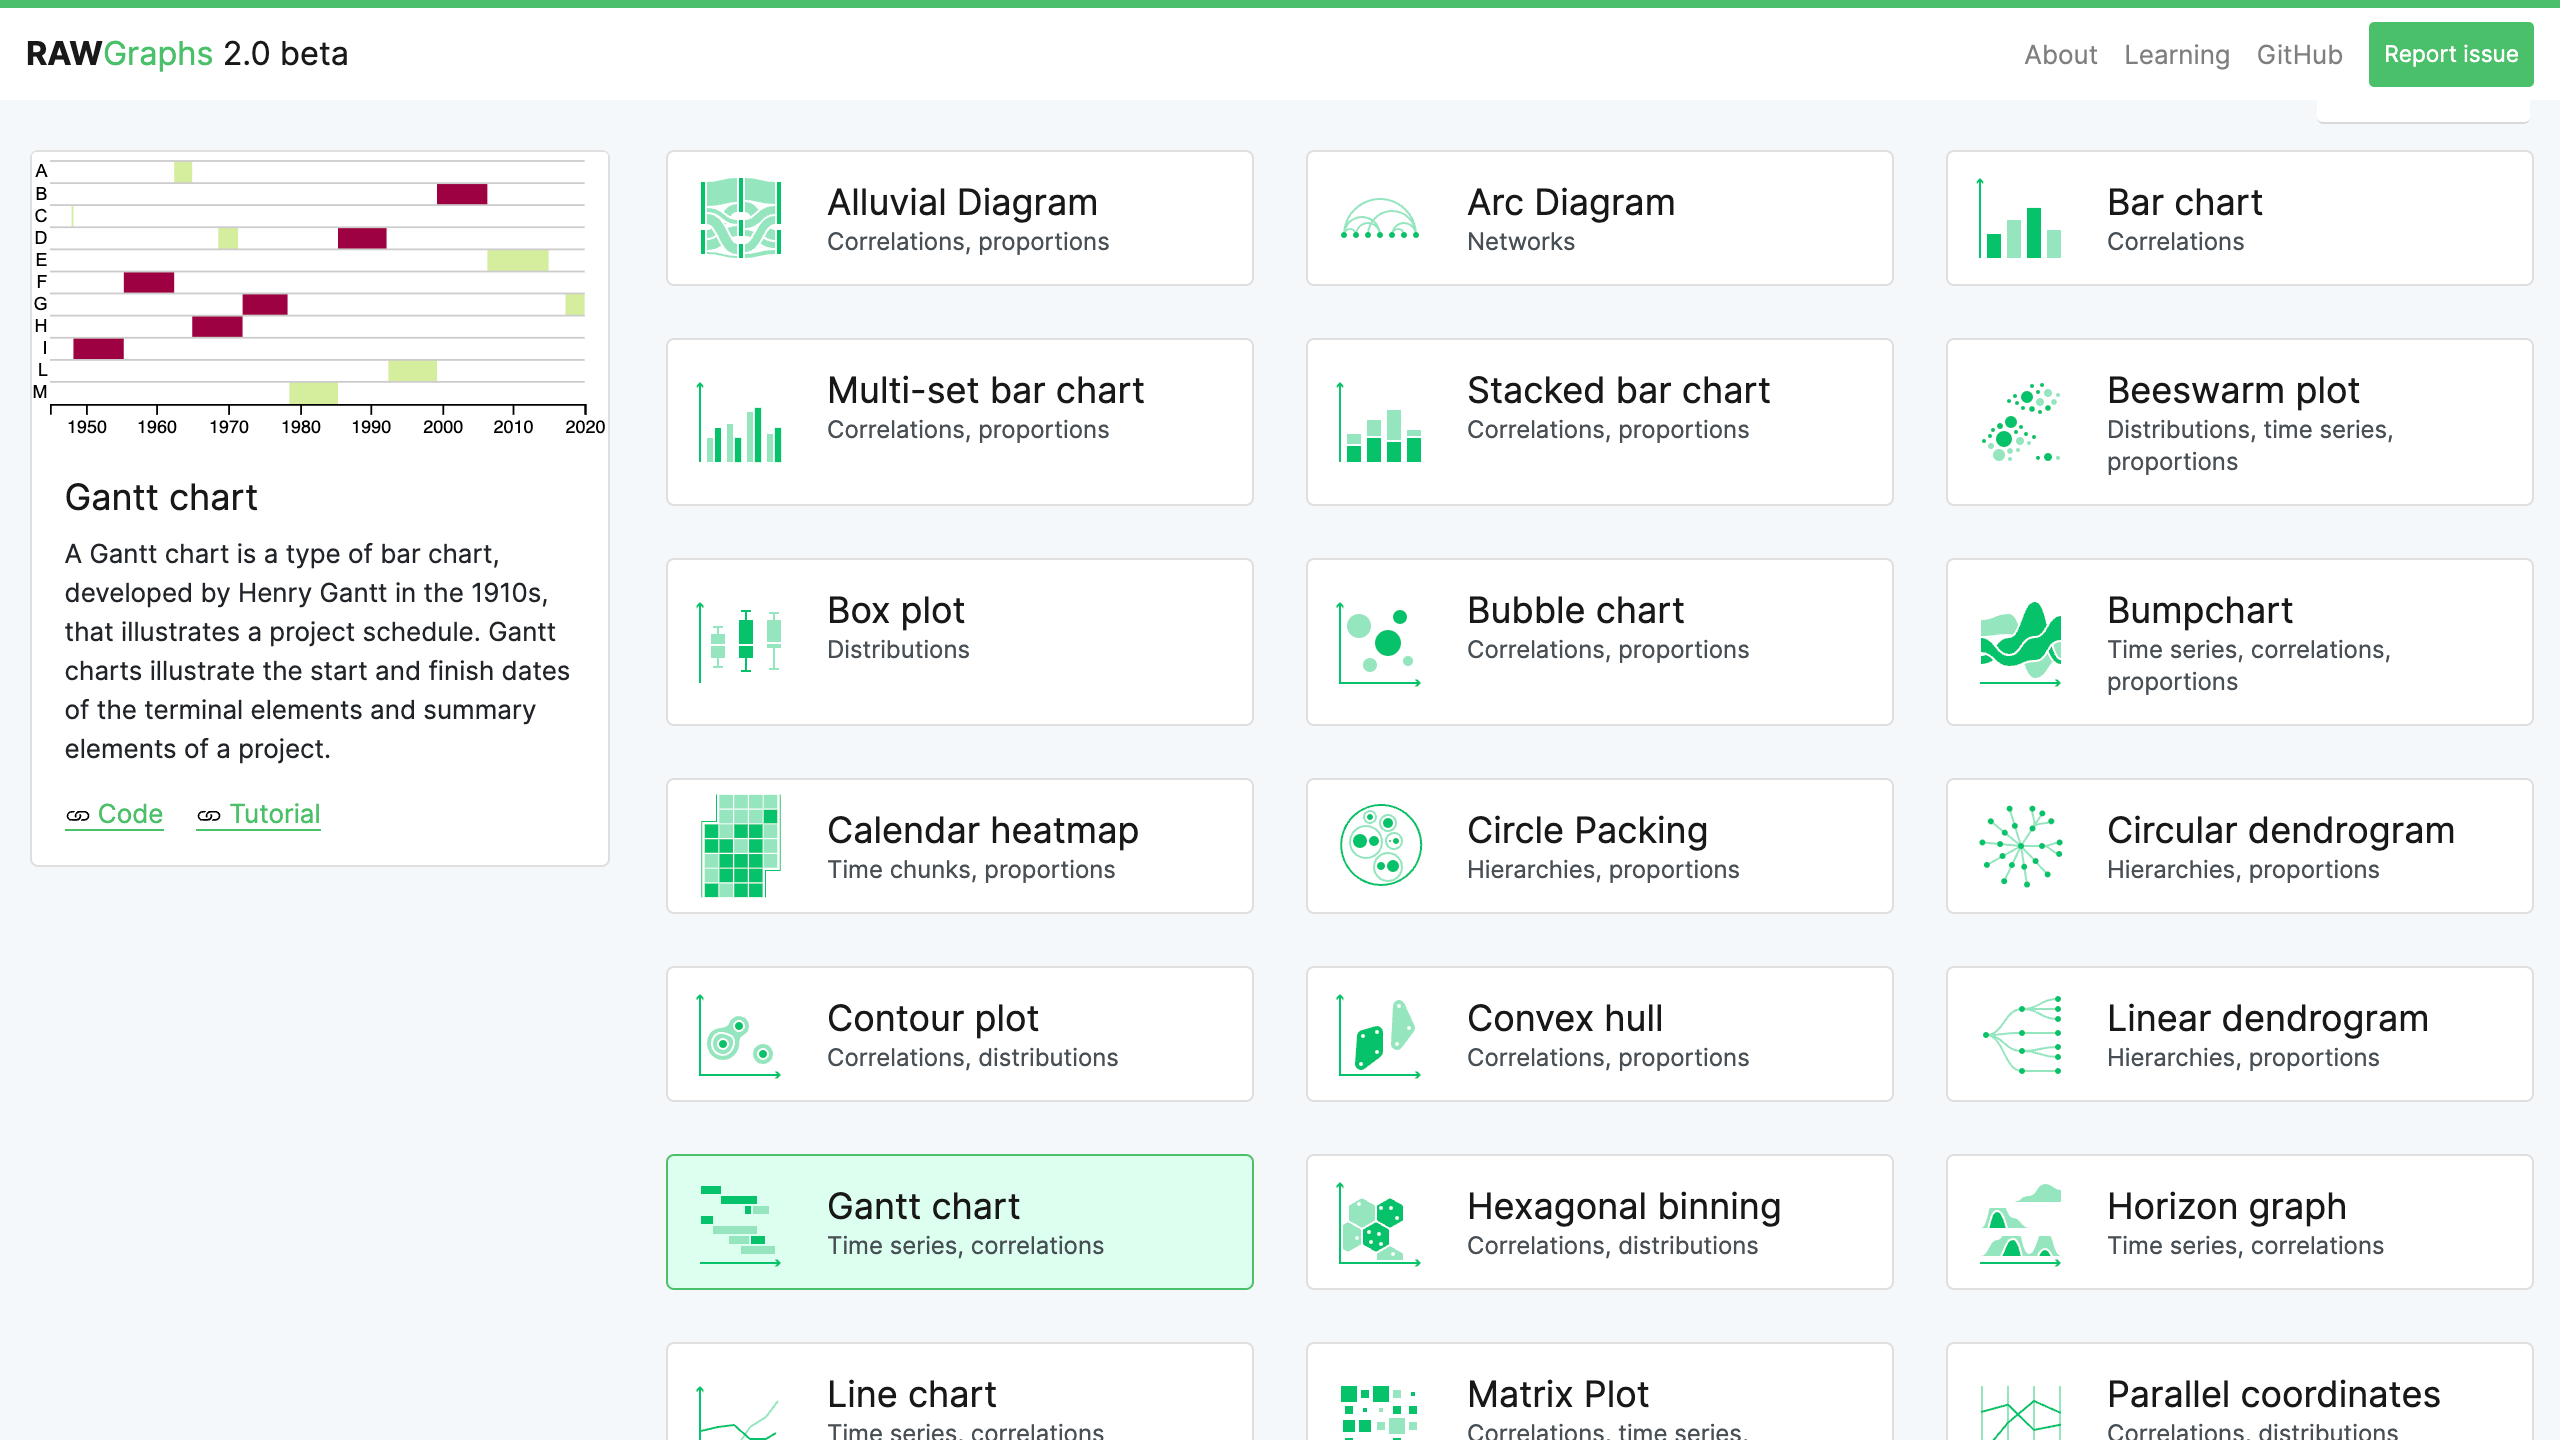 RAWGraphs 2.0 beta
About Learning GitHub Report issue
A
B
C
D
E
F
G
H
I
L
M
1950 1960 1970 1980 1990 2000 2010 2020
Gantt chart
A Gantt chart is a type of bar chart,
developed by Henry Gantt in the 1910s,
that illustrates a project schedule. Gantt
charts illustrate the start and finish dates
of the terminal elements and summary
elements of a project.
Code Tutorial
Alluvial Diagram
Correlations, proportions
Arc Diagram
Networks
Bar chart
Correlations
Multi-set bar chart
Correlations, proportions
Stacked bar chart
Correlations, proportions
Beeswarm plot
Distributions, time series,
proportions
Box plot
Distributions
Bubble chart
Correlations, proportions
Bumpchart
Time series, correlations,
proportions
Calendar heatmap
Time chunks, proportions
Circle Packing
Hierarchies, proportions
Circular dendrogram
Hierarchies, proportions
Contour plot
Correlations, distributions
Convex hull
Correlations, proportions
Linear dendrogram
Hierarchies, proportions
Gantt chart
Time series, correlations
Hexagonal binning
Correlations, distributions
Horizon graph
Time series, correlations
Line chart
Time series, correlations
Matrix Plot
Correlations, time series,
Parallel coordinates
Correlations, distributions